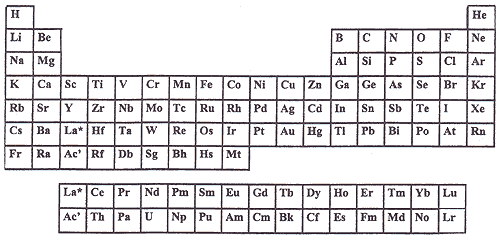 H He
Li Be B C N O F Ne
Na Mg Al Si P S Cl Ar
K Ca Sc Ti V Cr Mn Fe Co Ni Cu Zn Ga Ge As Se Br Kr
Rb Sr Y Zr Nb Mo Tc Ru Rh Pd Ag Cd In Sn Sb Te I Xe
Cs Ba La* Hf Ta W Re Os Ir Pt Au Hg Tl Pb Bi Po At Rn
Fr Ra Ac' Rf Db Sg Bh Hs Mt
La* Ce Pr Nd Pm Sm Eu Gd Tb Dy Ho Er Tm Yb Lu
Ac' Th Pa U Np Pu Am Cm Bk Cf Es Fm Md No Lr